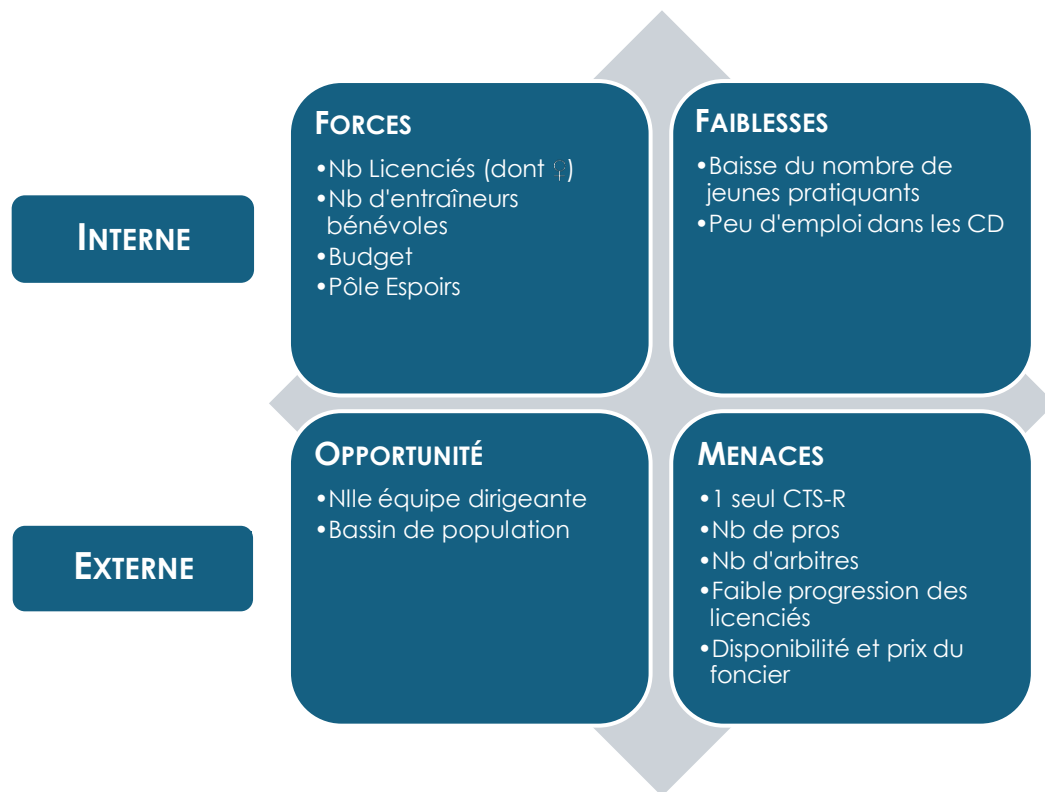 INTERNE
FORCES
•Nb Licenciés (dont ♀)
•Nb d'entraîneurs
bénévoles
•Budget
•Pôle Espoirs
FAIBLESSES
•Baisse du nombre de
jeunes pratiquants
•Peu d'emploi dans les CD
EXTERNE
OPPORTUNITÉ
•Nlle équipe dirigeante
•Bassin de population
MENACES
•1 seul CTS-R
•Nb de pros
•Nb d'arbitres
•Faible progression des
licenciés
•Disponibilité et prix du
foncier